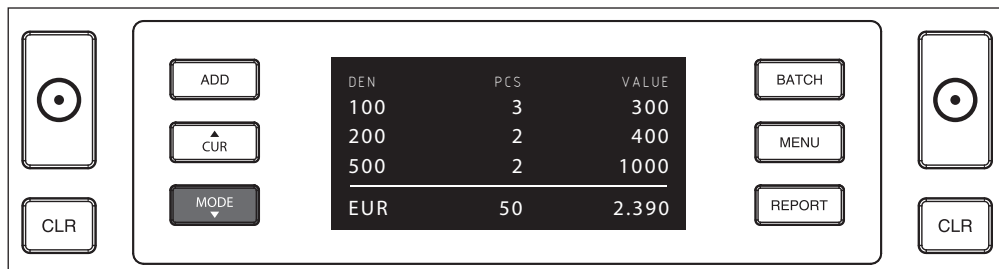 ADD
CUR
MODE
CLR
DEN PCS VALUE
100 3 300
200 2 400
500 2 1000
EUR 50 2.390
BATCH
MENU
REPORT
CLR